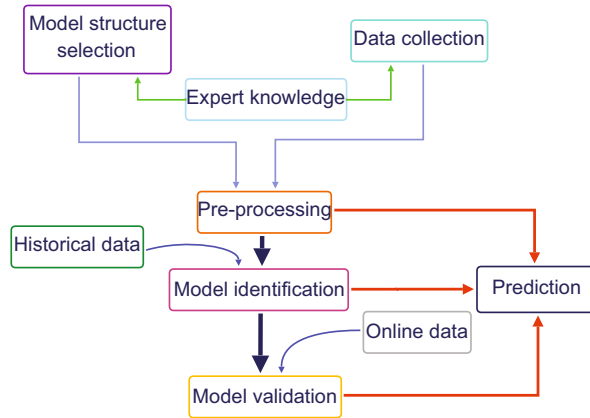 Model structure
selection
Data collection
Expert knowledge
Pre-processing
Historical data
Model identification
Prediction
Online data
Model validation